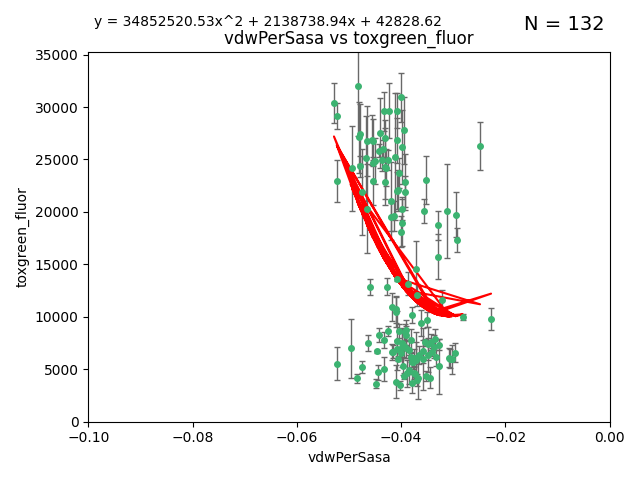 y = 34852520.53x^2 + 2138738.94x + 42828.62
N = 132
vdwPerSasa vs toxgreen_fluor
35000
30000
25000
20000
15000
10000
5000
0
toxgreen_fluor
−0.10
−0.08
−0.06
−0.04
−0.02
0.00
vdwPerSasa